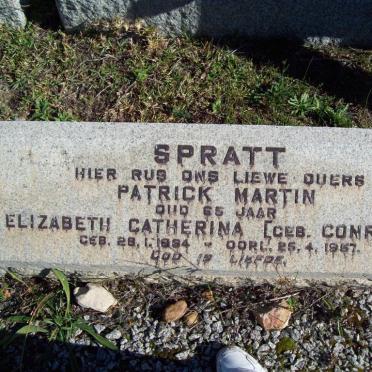 SPRATT
HIER RUS ONS LIEWE OUERS
PATRICK MARTIN
OUD 65 JAAR
ELIZABETH CATHERINA [GEB. CONR
GEB. 28.1.1884 - OORL. 25.4.1957.
GOD IS LIEFDE.